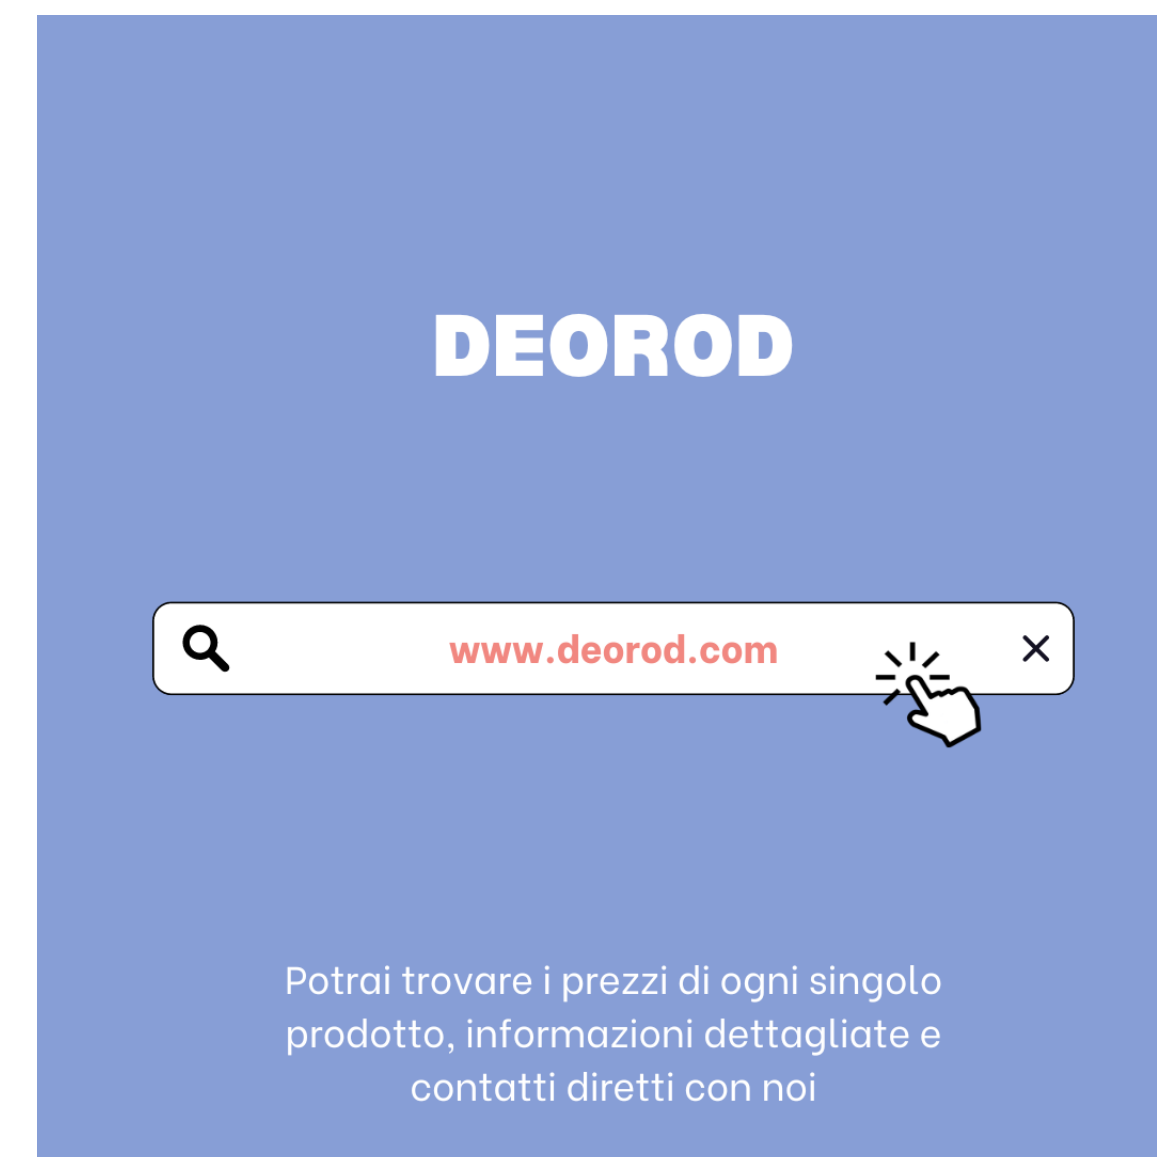 DEOROD
www.deorod.com
Potrai trovare i prezzi di ogni singolo
prodotto, informazioni dettagliate e
contatti diretti con noi